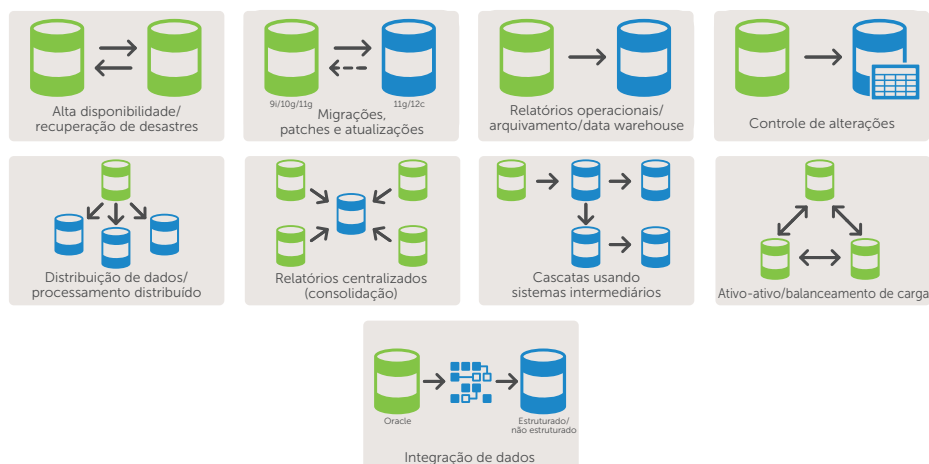 Alta disponibilidade/
recuperação de desastres
9i/10g/11g
11g/12c
Migrações,
patches e atualizações
Relatórios operacionais/
arquivamento/data warehouse
Controle de alterações
Distribuição de dados/
processamento distribuído
Relatórios centralizados
(consolidação)
Cascatas usando
sistemas intermediários
Ativo-ativo/balanceamento de carga
Oracle
Estruturado/
não estruturado
Integração de dados